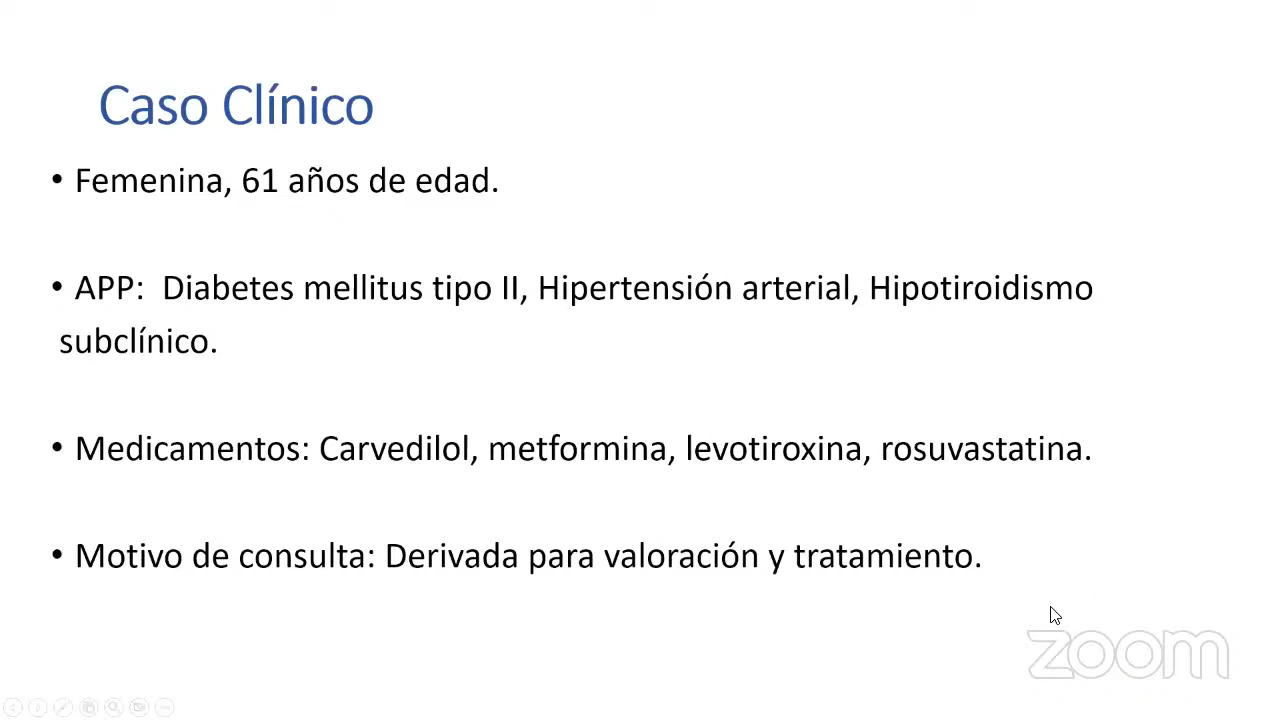 Caso Clínico
• Femenina, 61 años de edad.
• APP: Diabetes mellitus tipo II, Hipertensión arterial, Hipotiroidismo
subclínico.
• Medicamentos: Carvedilol, metformina, levotiroxina, rosuvastatina.
• Motivo de consulta: Derivada para valoración y tratamiento.
zoom